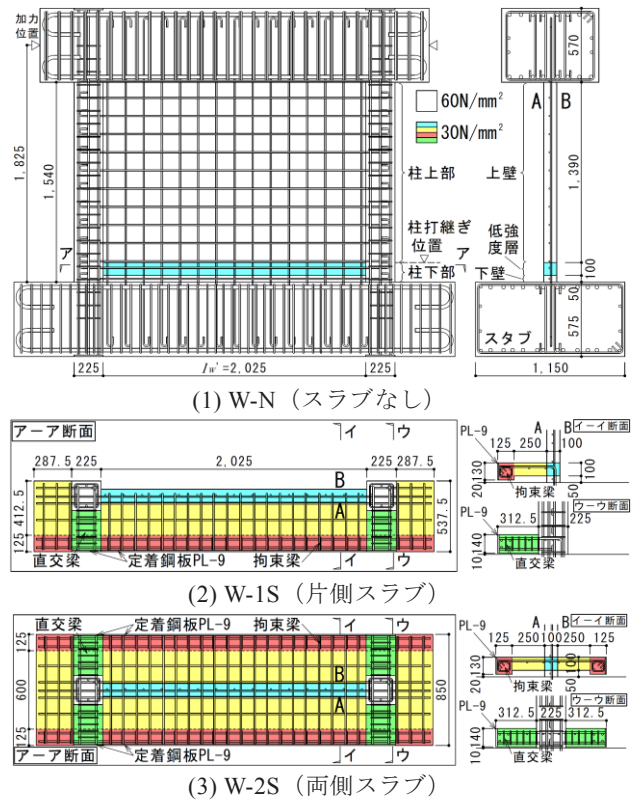 加力
位置
570
A
B
60N/mm²
30N/mm²
1,825
1,540
柱上部
上壁
1,390
柱打継ぎ
位置
低強
度層
ア
ア
柱下部
下壁
100
50
スタブ
575
225
lw'=2,025
225
1,150
(1) W-N（スラブなし）
アーア断面
イ
ウ
287.5
225
2,025
225
287.5
B
A
412.5
125
537.5
直交梁
定着鋼板PL-9
拘束梁
イ
ウ
PL-9
A
B
イーイ断面
125
250
100
130
20
100
50
拘束梁
ウーウ断面
312.5
225
140
10
直交梁
(2) W-1S（片側スラブ）
直交梁
定着鋼板PL-9
拘束梁
イ
ウ
125
600
125
B
A
850
アーア断面
定着鋼板PL-9
拘束梁
イ
ウ
PL-9
A
B
イーイ断面
125
250
100
250
125
130
20
100
50
拘束梁
ウーウ断面
PL-9
312.5
225
312.5
140
10
直交梁
(3) W-2S（両側スラブ）